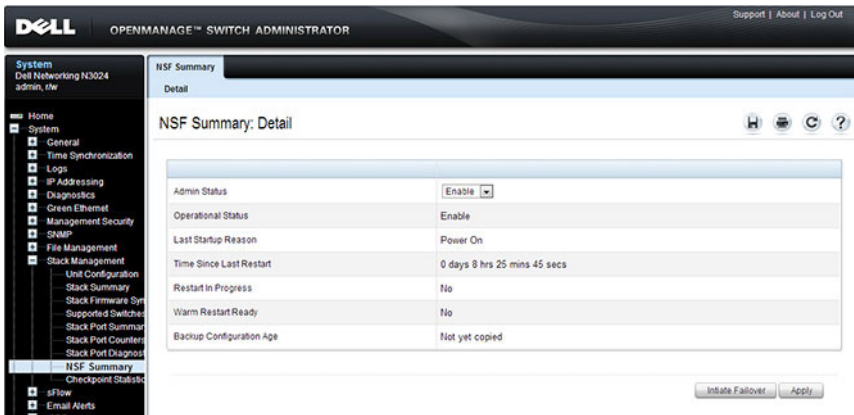 Support | About | Log Out
DELL OPENMANAGE™ SWITCH ADMINISTRATOR
System
Dell Networking N3024
admin, r/w
Home
System
General
Time Synchronization
Logs
IP Addressing
Diagnostics
Green Ethernet
Management Security
SNMP
File Management
Stack Management
Unit Configuration
Stack Summary
Stack Firmware Syn
Supported Switches
Stack Port Summar
Stack Port Counters
Stack Port Diagnost
NSF Summary
Checkpoint Statistic
sFlow
Email Alerts
NSF Summary
Detail
NSF Summary: Detail
Admin Status Enable
Operational Status Enable
Last Startup Reason Power On
Time Since Last Restart 0 days 8 hrs 25 mins 45 secs
Restart In Progress No
Warm Restart Ready No
Backup Configuration Age Not yet copied
Initiate Failover Apply